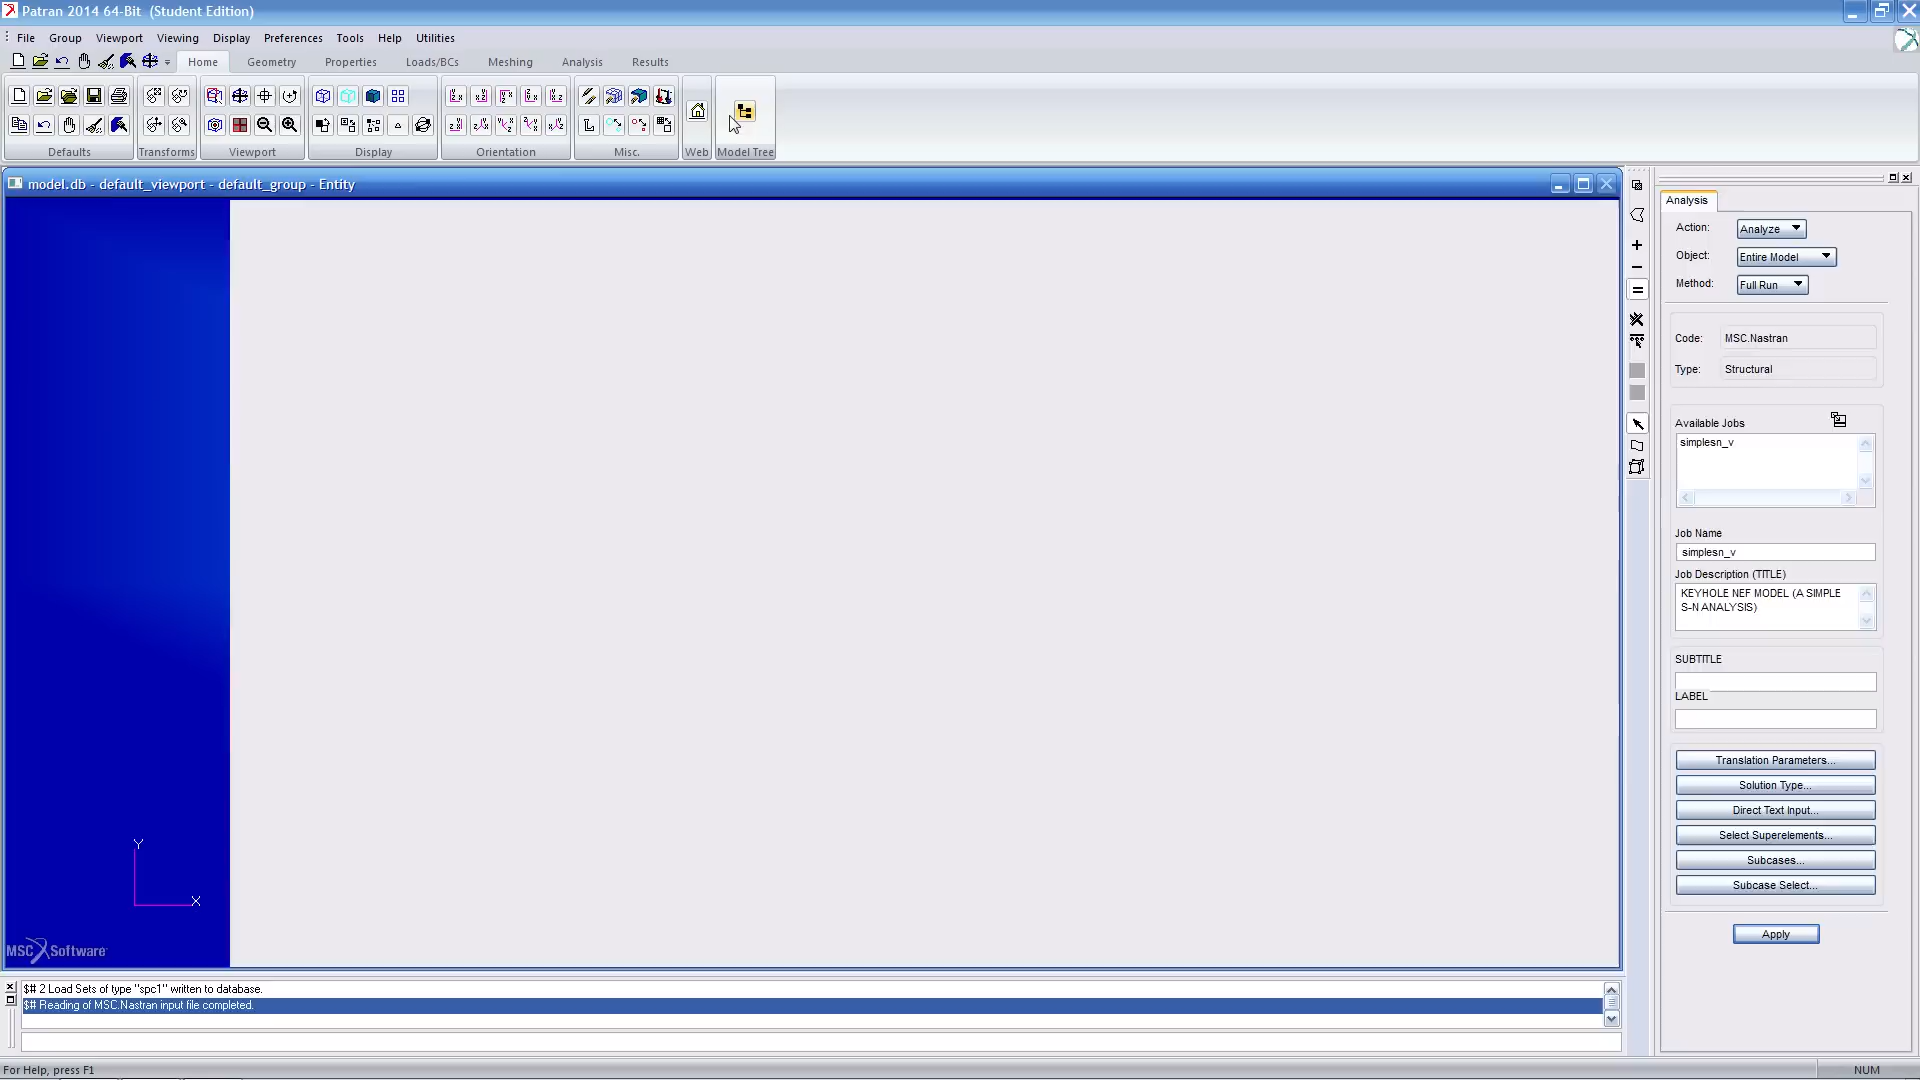 Patran 2014 64-Bit (Student Edition)
File Group Viewport Viewing Display Preferences Tools Help Utilities
Home Geometry Properties Loads/BCs Meshing Analysis Results
Defaults Transforms Viewport Display Orientation Misc. Web Model Tree
model.db - default_viewport - default_group - Entity
Analysis
Action: Analyze
Object: Entire Model
Method: Full Run
Code: MSC.Nastran
Type: Structural
Available Jobs
simplesn_v
Job Name
simplesn_v
Job Description (TITLE)
KEYHOLE NEF MODEL (A SIMPLE
S-N ANALYSIS)
SUBTITLE
LABEL
Translation Parameters...
Solution Type...
Direct Text Input...
Select Superelements...
Subcases...
Subcase Select...
Apply
Y
X
MSC Software
$# 2 Load Sets of type "spc1" written to database.
$# Reading of MSC.Nastran input file completed.
For Help, press F1
NUM